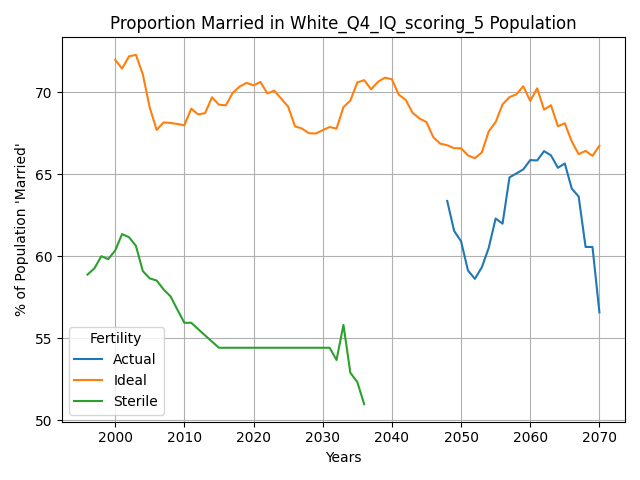 Proportion Married in White_Q4_IQ_scoring_5 Population
% of Population 'Married'
70
65
60
55
50
Fertility
Actual
Ideal
Sterile
2000 2010 2020 2030 2040 2050 2060 2070
Years